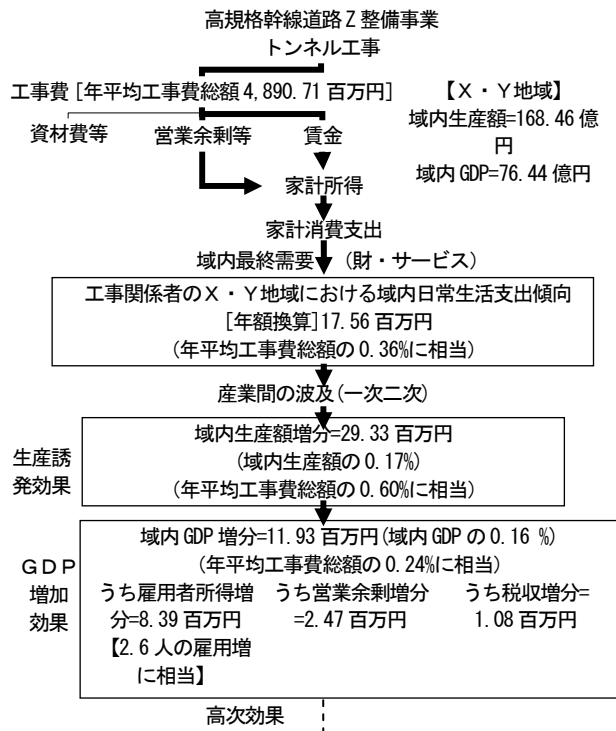 高規格幹線道路Z整備事業
トンネル工事
工事費[年平均工事費総額4,890.71百万円]
【X・Y地域】
域内生産額=168.46億
円
域内GDP=76.44億円
資材費等
営業余剰等
賃金
家計所得
家計消費支出
域内最終需要 (財・サービス)
工事関係者のX・Y地域における域内日常生活支出傾向
[年額換算]17.56百万円
(年平均工事費総額の0.36%に相当)
産業間の波及(一次二次)
生産誘
発効果
域内生産額増分=29.33百万円
(域内生産額の0.17%)
(年平均工事費総額の0.60%に相当)
GDP
増加
効果
域内GDP増分=11.93百万円(域内GDPの0.16 %)
(年平均工事費総額の0.24%に相当)
うち雇用者所得増
分=8.39百万円
【2.6人の雇用増
に相当】
うち営業余剰増分
=2.47百万円
うち税収増分=
1.08百万円
高次効果